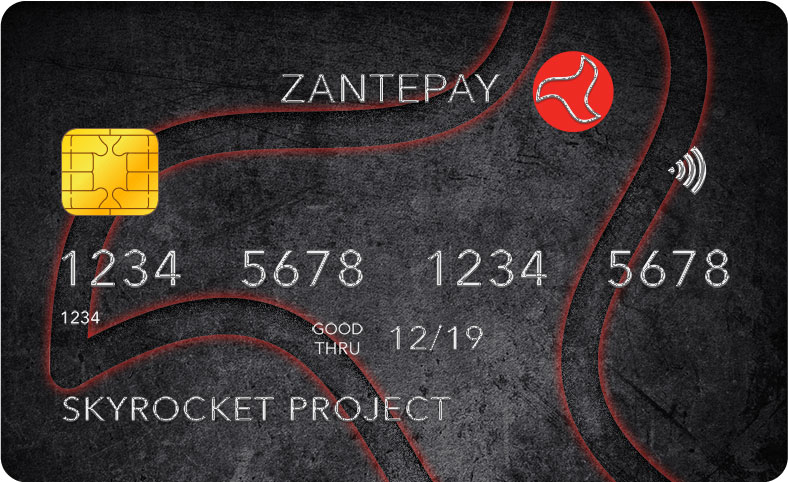 ZANTEPAY
1234 5678 1234 5678
1234
GOOD THRU 12/19
SKYROCKET PROJECT